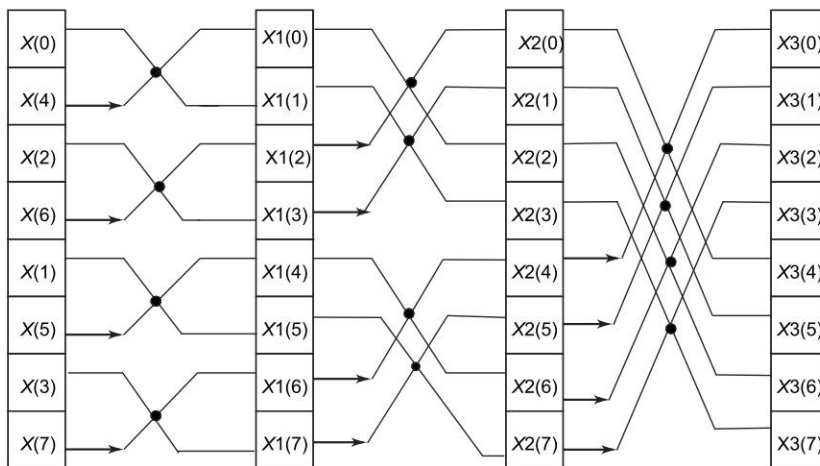 X(0) X1(0) X2(0) X3(0)
X(4) X1(1) X2(1) X3(1)
X(2) X1(2) X2(2) X3(2)
X(6) X1(3) X2(3) X3(3)
X(1) X1(4) X2(4) X3(4)
X(5) X1(5) X2(5) X3(5)
X(3) X1(6) X2(6) X3(6)
X(7) X1(7) X2(7) X3(7)